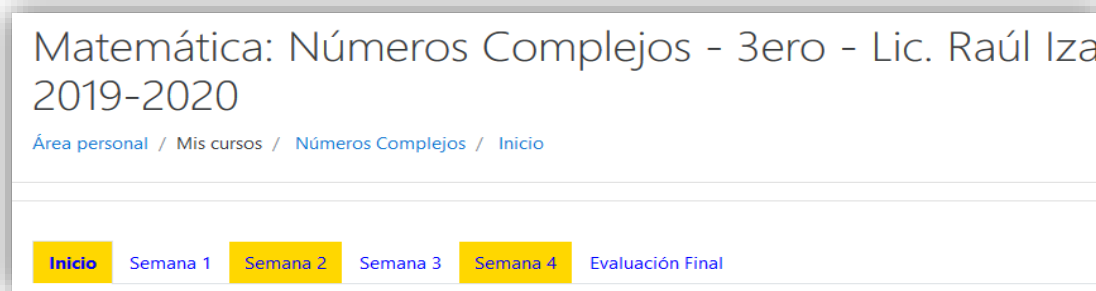 Matemática: Números Complejos - 3ero - Lic. Raúl Iza
2019-2020
Área personal / Mis cursos / Números Complejos / Inicio
Inicio Semana 1 Semana 2 Semana 3 Semana 4 Evaluación Final